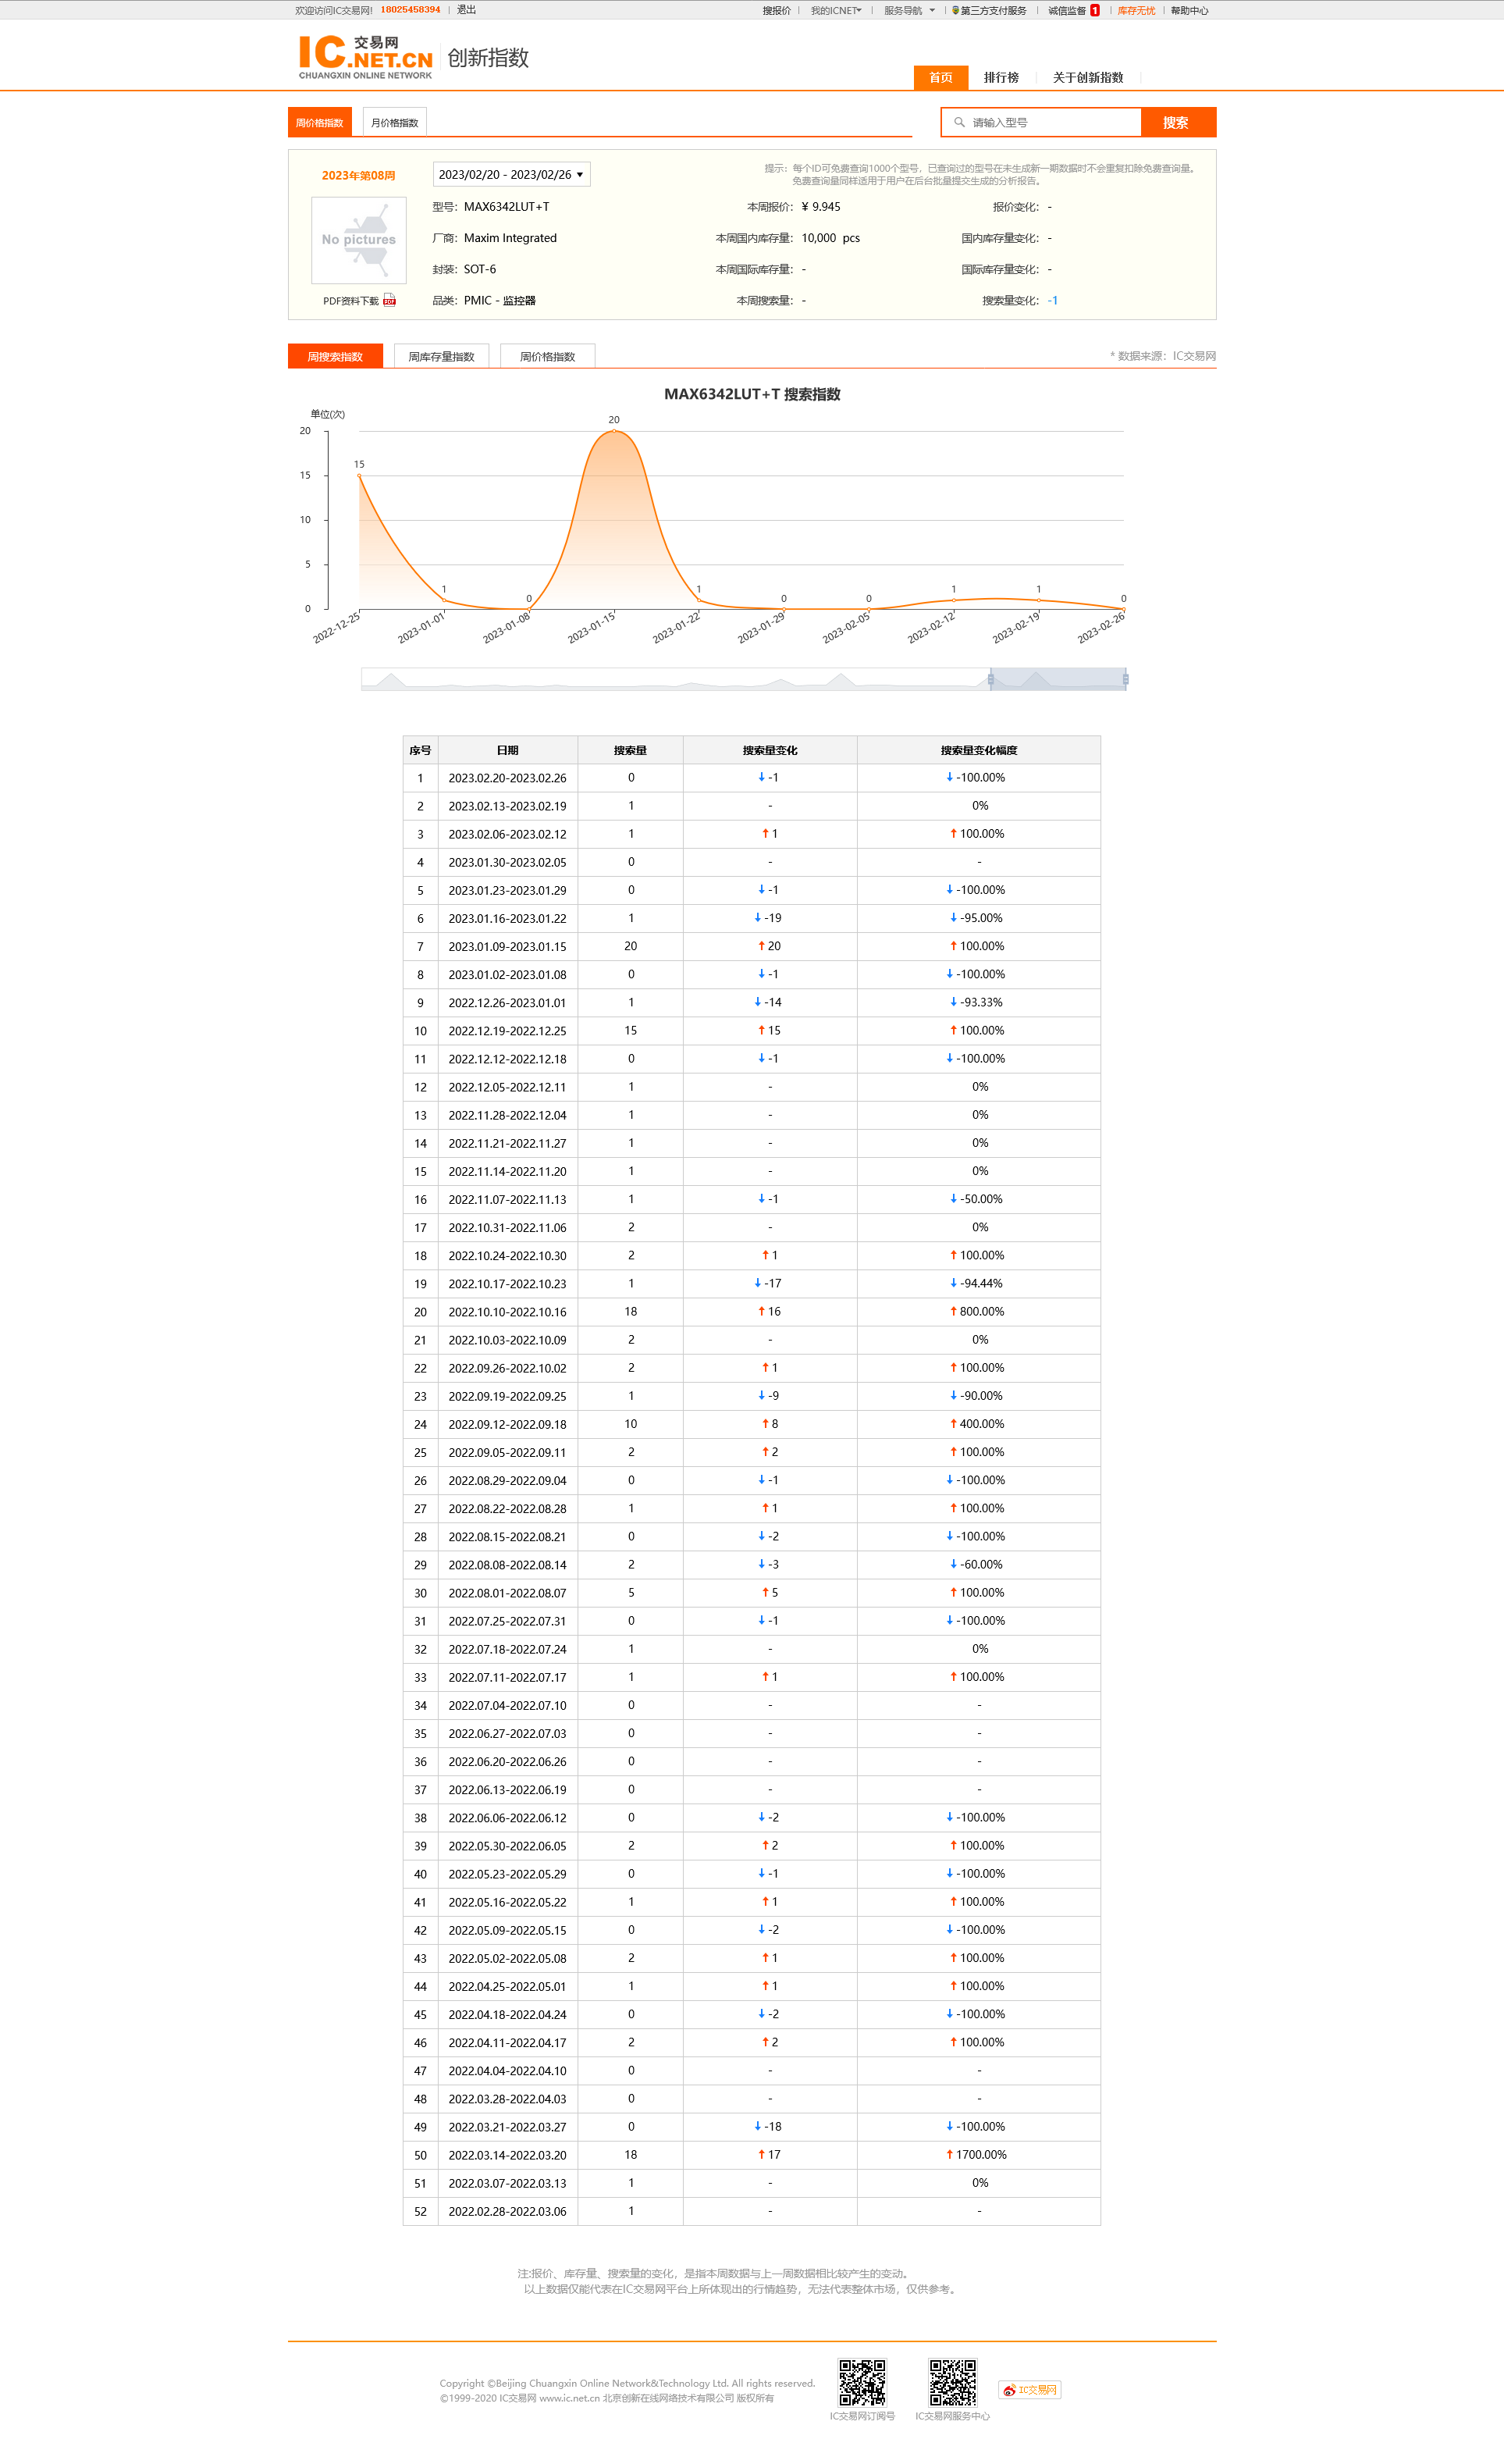 欢迎访问IC交易网! 18025458394 | 退出
搜报价 | 我的ICNET | 服务导航 | 第三方支付服务 | 诚信监督 1 | 库存无忧 | 帮助中心
IC 交易网
.NET.CN
CHUANGXIN ONLINE NETWORK
创新指数
首页 排行榜 关于创新指数
周价格指数 月价格指数
请输入型号 搜索
2023年第08周 2023/02/20 - 2023/02/26
提示：每个ID可免费查询1000个型号，已查询过的型号在未生成新一期数据时不会重复扣除免费查询量。
免费查询量同样适用于用户在后台批量提交生成的分析报告。
No pictures
PDF资料下载 PDF
型号：MAX6342LUT+T 本周报价：¥ 9.945 报价变化：-
厂商：Maxim Integrated 本周国内库存量：10,000 pcs 国内库存量变化：-
封装：SOT-6 本周国际库存量：- 国际库存量变化：-
品类：PMIC - 监控器 本周搜索量：- 搜索量变化：-1
周搜索指数 周库存量指数 周价格指数
* 数据来源：IC交易网
MAX6342LUT+T 搜索指数
单位(次)
20
15
10
5
0
15 1 0 20 1 0 0 1 1 0
2022-12-25 2023-01-01 2023-01-08 2023-01-15 2023-01-22 2023-01-29 2023-02-05 2023-02-12 2023-02-19 2023-02-26
序号 日期 搜索量 搜索量变化 搜索量变化幅度
1 2023.02.20-2023.02.26 0 ↓ -1 ↓ -100.00%
2 2023.02.13-2023.02.19 1 - 0%
3 2023.02.06-2023.02.12 1 ↑ 1 ↑ 100.00%
4 2023.01.30-2023.02.05 0 - -
5 2023.01.23-2023.01.29 0 ↓ -1 ↓ -100.00%
6 2023.01.16-2023.01.22 1 ↓ -19 ↓ -95.00%
7 2023.01.09-2023.01.15 20 ↑ 20 ↑ 100.00%
8 2023.01.02-2023.01.08 0 ↓ -1 ↓ -100.00%
9 2022.12.26-2023.01.01 1 ↓ -14 ↓ -93.33%
10 2022.12.19-2022.12.25 15 ↑ 15 ↑ 100.00%
11 2022.12.12-2022.12.18 0 ↓ -1 ↓ -100.00%
12 2022.12.05-2022.12.11 1 - 0%
13 2022.11.28-2022.12.04 1 - 0%
14 2022.11.21-2022.11.27 1 - 0%
15 2022.11.14-2022.11.20 1 - 0%
16 2022.11.07-2022.11.13 1 ↓ -1 ↓ -50.00%
17 2022.10.31-2022.11.06 2 - 0%
18 2022.10.24-2022.10.30 2 ↑ 1 ↑ 100.00%
19 2022.10.17-2022.10.23 1 ↓ -17 ↓ -94.44%
20 2022.10.10-2022.10.16 18 ↑ 16 ↑ 800.00%
21 2022.10.03-2022.10.09 2 - 0%
22 2022.09.26-2022.10.02 2 ↑ 1 ↑ 100.00%
23 2022.09.19-2022.09.25 1 ↓ -9 ↓ -90.00%
24 2022.09.12-2022.09.18 10 ↑ 8 ↑ 400.00%
25 2022.09.05-2022.09.11 2 ↑ 2 ↑ 100.00%
26 2022.08.29-2022.09.04 0 ↓ -1 ↓ -100.00%
27 2022.08.22-2022.08.28 1 ↑ 1 ↑ 100.00%
28 2022.08.15-2022.08.21 0 ↓ -2 ↓ -100.00%
29 2022.08.08-2022.08.14 2 ↓ -3 ↓ -60.00%
30 2022.08.01-2022.08.07 5 ↑ 5 ↑ 100.00%
31 2022.07.25-2022.07.31 0 ↓ -1 ↓ -100.00%
32 2022.07.18-2022.07.24 1 - 0%
33 2022.07.11-2022.07.17 1 ↑ 1 ↑ 100.00%
34 2022.07.04-2022.07.10 0 - -
35 2022.06.27-2022.07.03 0 - -
36 2022.06.20-2022.06.26 0 - -
37 2022.06.13-2022.06.19 0 - -
38 2022.06.06-2022.06.12 0 ↓ -2 ↓ -100.00%
39 2022.05.30-2022.06.05 2 ↑ 2 ↑ 100.00%
40 2022.05.23-2022.05.29 0 ↓ -1 ↓ -100.00%
41 2022.05.16-2022.05.22 1 ↑ 1 ↑ 100.00%
42 2022.05.09-2022.05.15 0 ↓ -2 ↓ -100.00%
43 2022.05.02-2022.05.08 2 ↑ 1 ↑ 100.00%
44 2022.04.25-2022.05.01 1 ↑ 1 ↑ 100.00%
45 2022.04.18-2022.04.24 0 ↓ -2 ↓ -100.00%
46 2022.04.11-2022.04.17 2 ↑ 2 ↑ 100.00%
47 2022.04.04-2022.04.10 0 - -
48 2022.03.28-2022.04.03 0 - -
49 2022.03.21-2022.03.27 0 ↓ -18 ↓ -100.00%
50 2022.03.14-2022.03.20 18 ↑ 17 ↑ 1700.00%
51 2022.03.07-2022.03.13 1 - 0%
52 2022.02.28-2022.03.06 1 - -
注:报价、库存量、搜索量的变化，是指本周数据与上一周数据相比较产生的变动。
以上数据仅能代表在IC交易网平台上所体现出的行情趋势，无法代表整体市场，仅供参考。
Copyright ©Beijing Chuangxin Online Network&Technology Ltd. All rights reserved.
©1999-2020 IC交易网 www.ic.net.cn 北京创新在线网络技术有限公司 版权所有
IC交易网订阅号 IC交易网服务中心
IC交易网